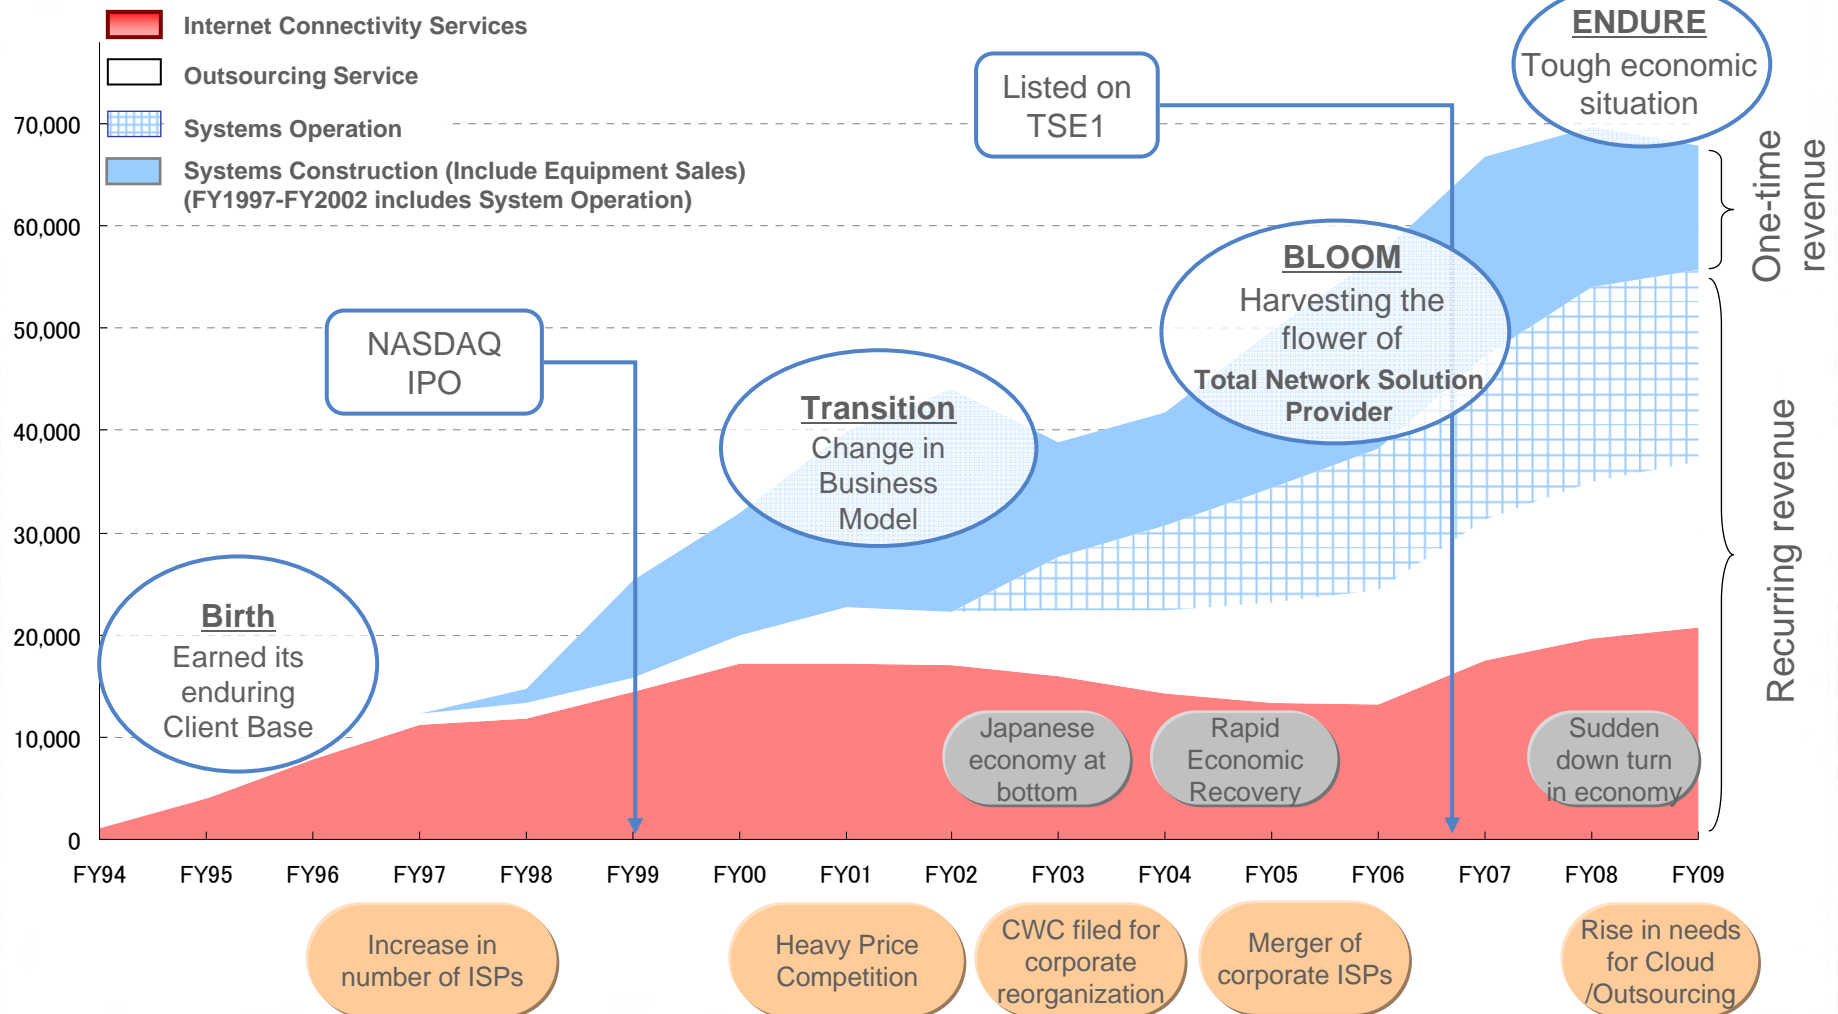 Internet Connectivity Services
Outsourcing Service
Systems Operation
Systems Construction (Include Equipment Sales)
(FY1997-FY2002 includes System Operation)
70,000
60,000
50,000
40,000
30,000
20,000
10,000
0
Birth
Earned its
enduring
Client Base
NASDAQ
IPO
Transition
Change in
Business
Model
Listed on
TSE1
BLOOM
Harvesting the
flower of
Total Network Solution
Provider
ENDURE
Tough economic
situation
One-time
revenue
Recurring revenue
Japanese
economy at
bottom
Rapid
Economic
Recovery
Sudden
down turn
in economy
FY94
FY95
FY96
FY97
FY98
FY99
FY00
FY01
FY02
FY03
FY04
FY05
FY06
FY07
FY08
FY09
Increase in
number of ISPs
Heavy Price
Competition
CWC filed for
corporate
reorganization
Merger of
corporate ISPs
Rise in needs
for Cloud
/Outsourcing